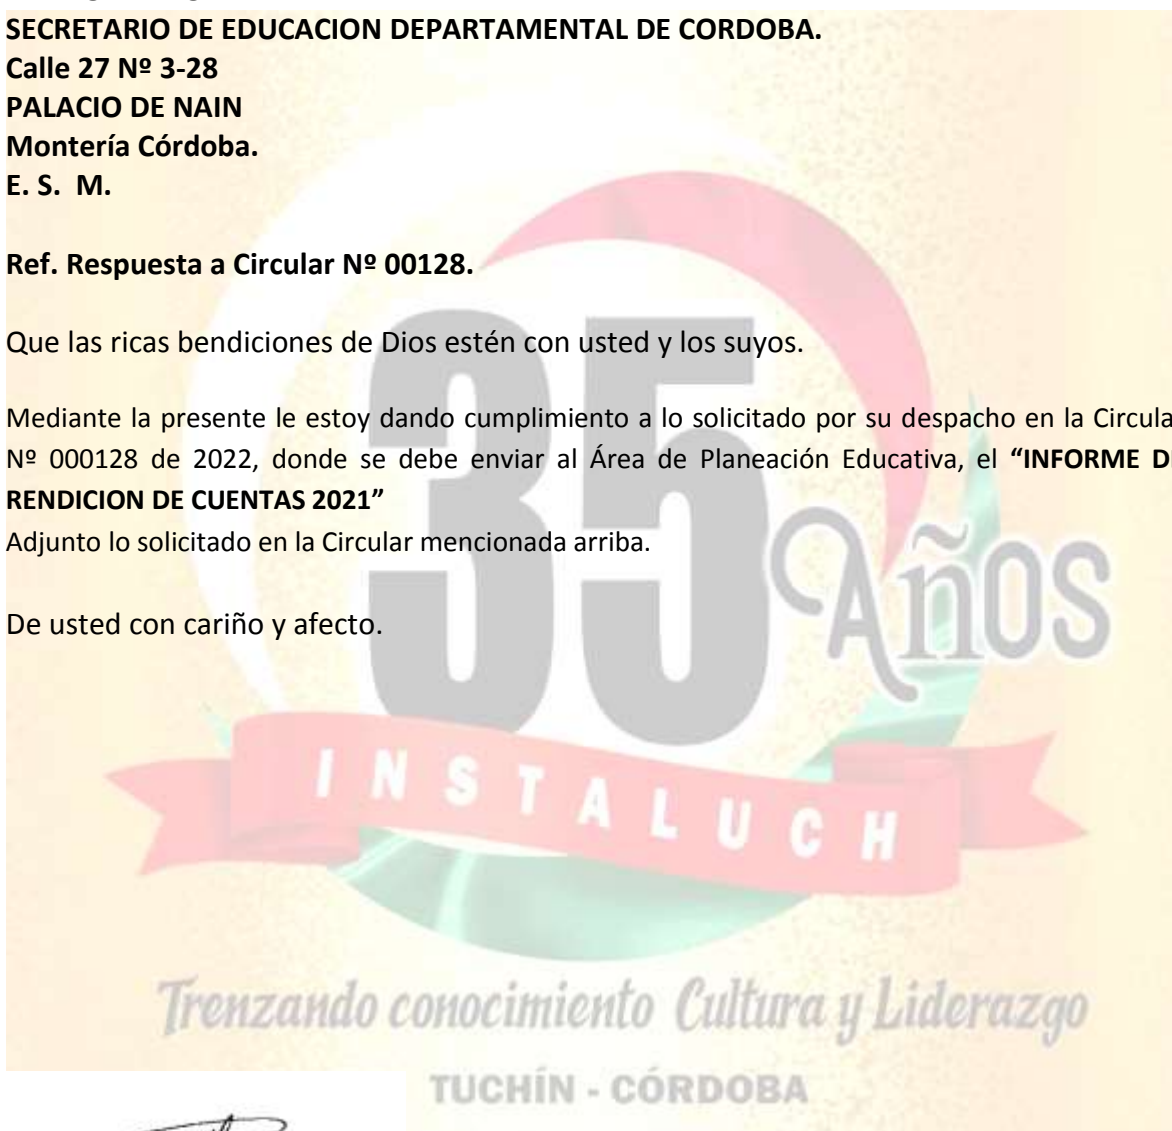 SECRETARIO DE EDUCACION DEPARTAMENTAL DE CORDOBA.
Calle 27 Nº 3-28
PALACIO DE NAIN
Montería Córdoba.
E. S. M.
Ref. Respuesta a Circular Nº 00128.
Que las ricas bendiciones de Dios estén con usted y los suyos.
Mediante la presente le estoy dando cumplimiento a lo solicitado por su despacho en la Circula
Nº 000128 de 2022, donde se debe enviar al Área de Planeación Educativa, el “INFORME D
RENDICION DE CUENTAS 2021”
Adjunto lo solicitado en la Circular mencionada arriba.
De usted con cariño y afecto.
35
Años
INSTALUCH
Trenzando conocimiento Cultura y Liderazgo
TUCHÍN - CÓRDOBA